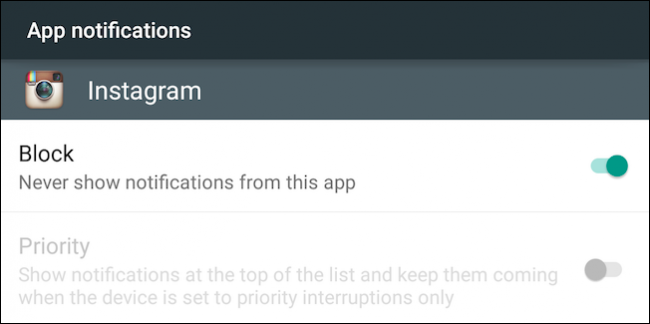 App notifications
Instagram
Block
Never show notifications from this app
Priority
Show notifications at the top of the list and keep them coming
when the device is set to priority interruptions only